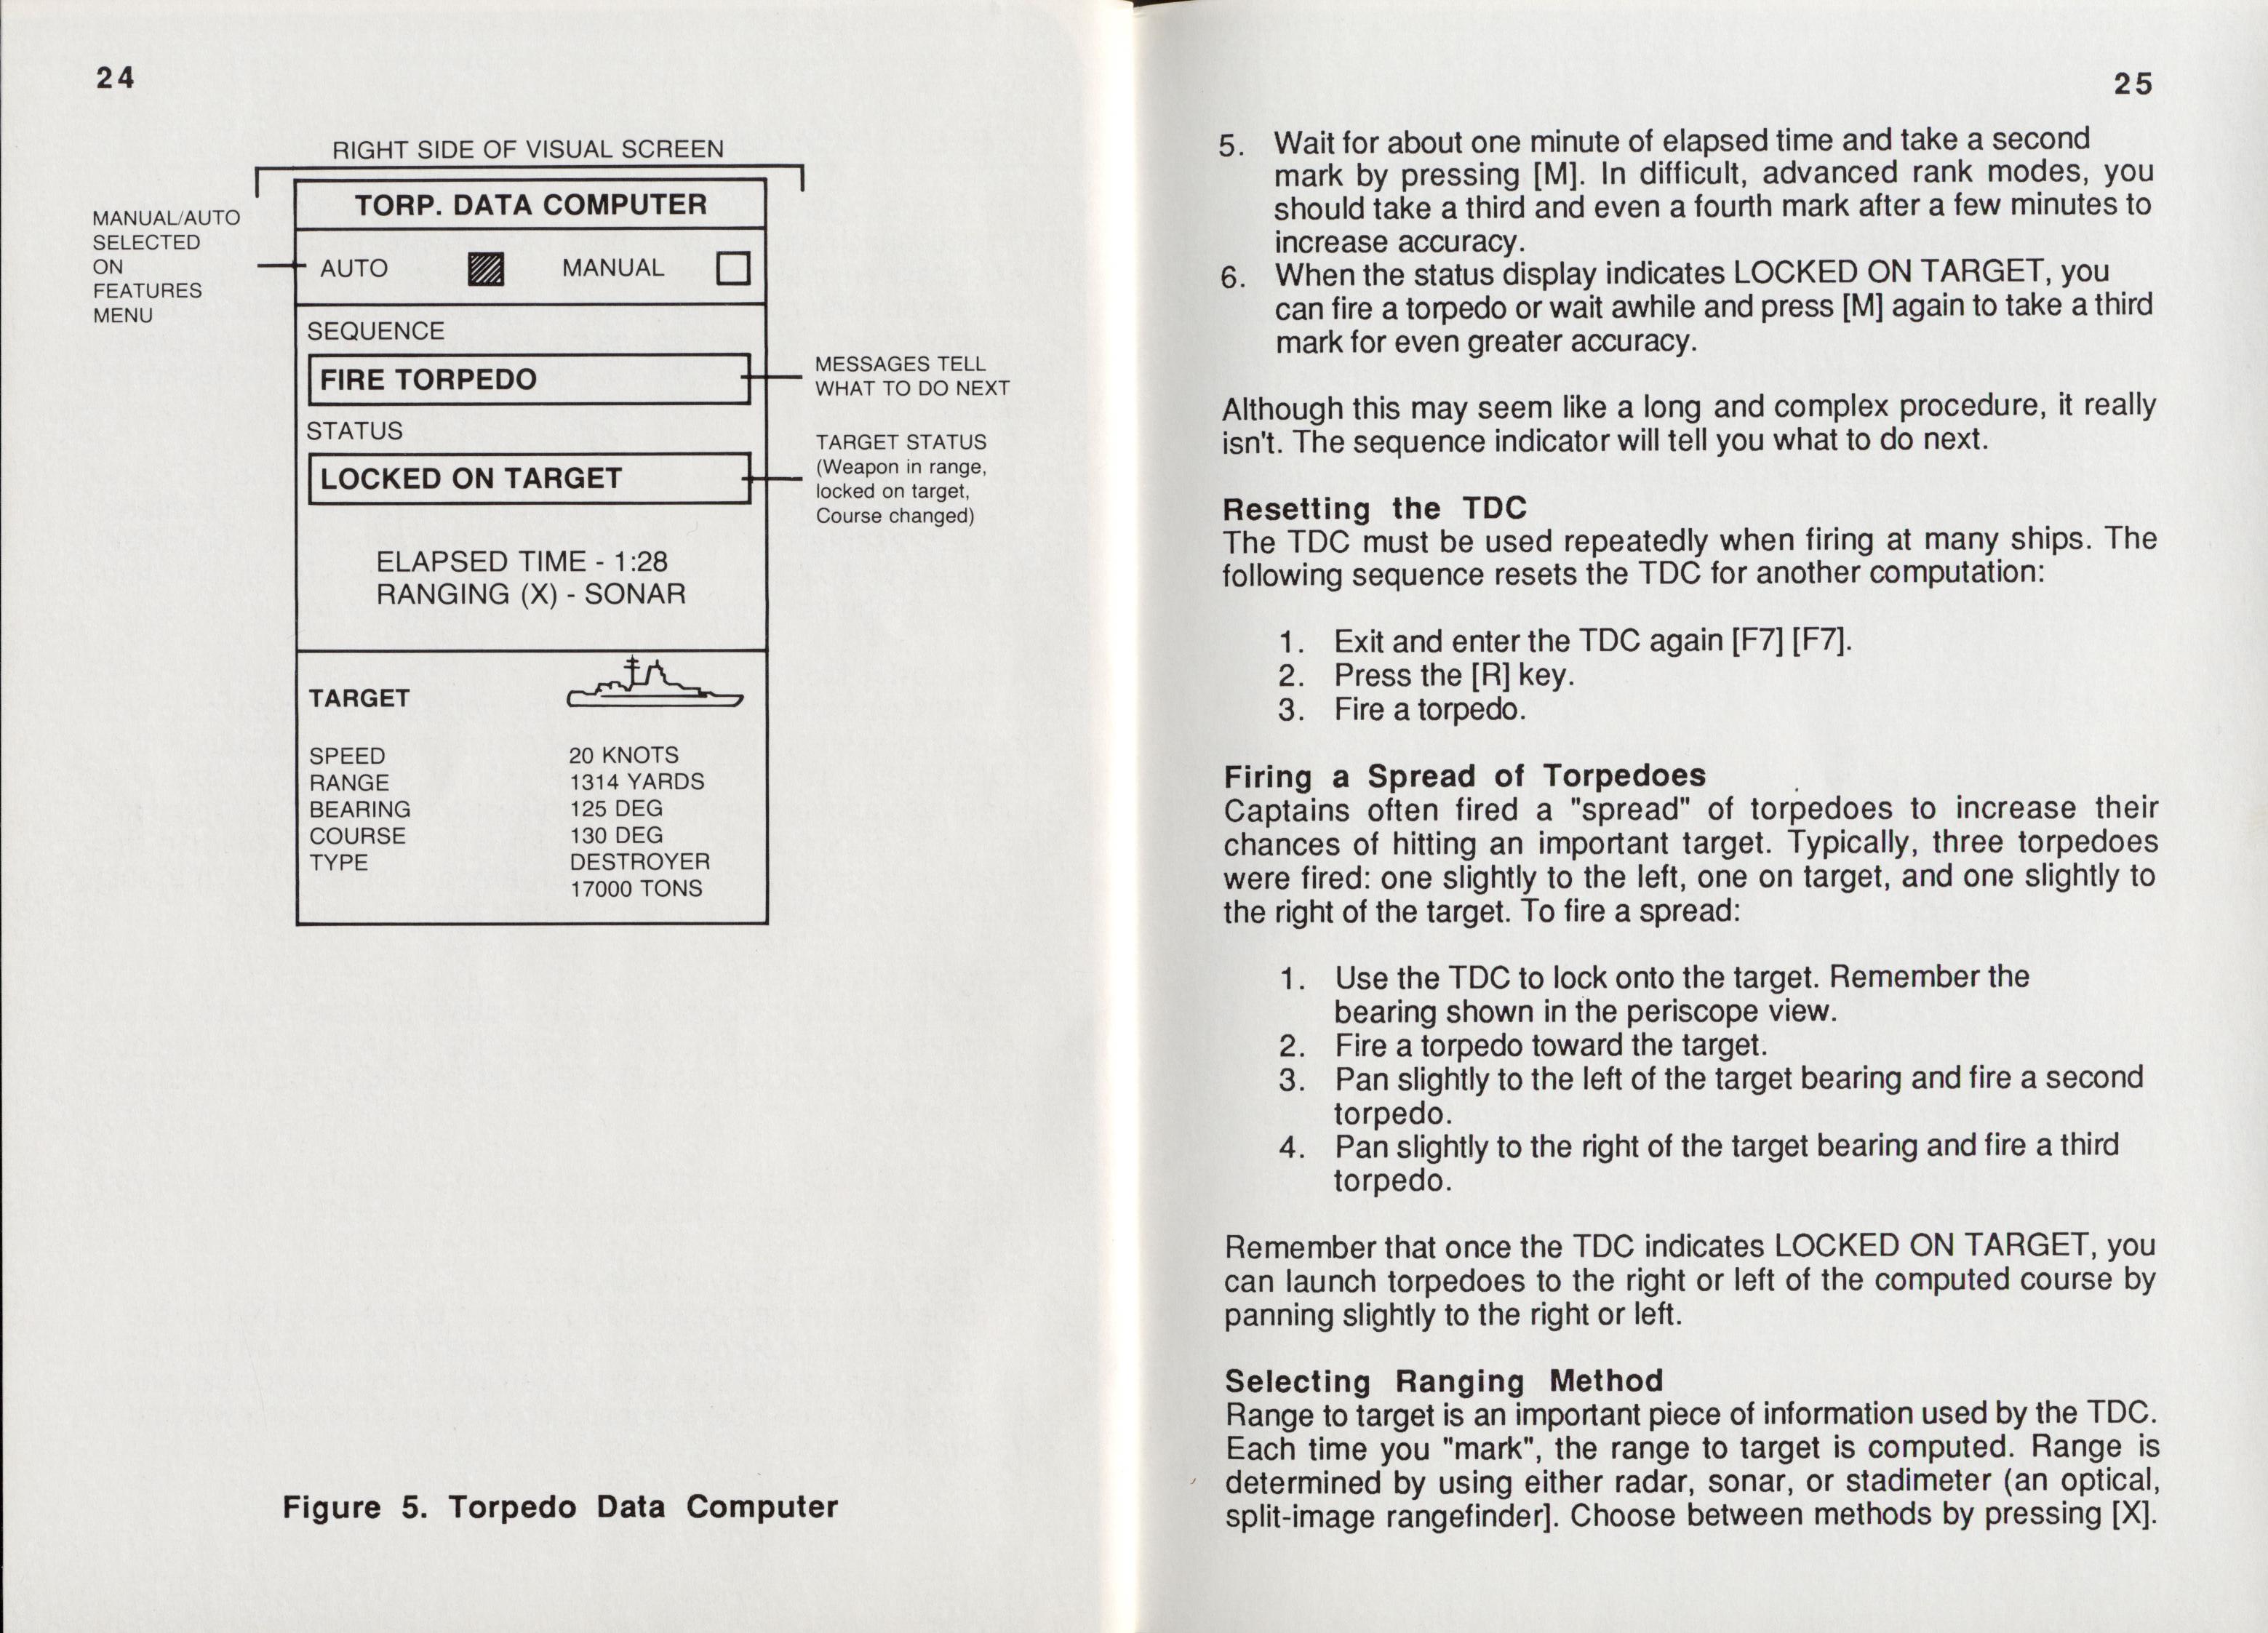 24
RIGHT SIDE OF VISUAL SCREEN
TORP. DATA COMPUTER
MANUAL/AUTO
SELECTED
ON
FEATURES
MENU
AUTO MANUAL
SEQUENCE
FIRE TORPEDO
MESSAGES TELL
WHAT TO DO NEXT
STATUS
LOCKED ON TARGET
TARGET STATUS
(Weapon in range,
locked on target,
Course changed)
ELAPSED TIME - 1:28
RANGING (X) - SONAR
TARGET
SPEED 20 KNOTS
RANGE 1314 YARDS
BEARING 125 DEG
COURSE 130 DEG
TYPE DESTROYER
17000 TONS
Figure 5. Torpedo Data Computer
25
5. Wait for about one minute of elapsed time and take a second
mark by pressing [M]. In difficult, advanced rank modes, you
should take a third and even a fourth mark after a few minutes to
increase accuracy.
6. When the status display indicates LOCKED ON TARGET, you
can fire a torpedo or wait awhile and press [M] again to take a third
mark for even greater accuracy.
Although this may seem like a long and complex procedure, it really
isn't. The sequence indicator will tell you what to do next.
Resetting the TDC
The TDC must be used repeatedly when firing at many ships. The
following sequence resets the TDC for another computation:
1. Exit and enter the TDC again [F7] [F7].
2. Press the [R] key.
3. Fire a torpedo.
Firing a Spread of Torpedoes
Captains often fired a "spread" of torpedoes to increase their
chances of hitting an important target. Typically, three torpedoes
were fired: one slightly to the left, one on target, and one slightly to
the right of the target. To fire a spread:
1. Use the TDC to lock onto the target. Remember the
bearing shown in the periscope view.
2. Fire a torpedo toward the target.
3. Pan slightly to the left of the target bearing and fire a second
torpedo.
4. Pan slightly to the right of the target bearing and fire a third
torpedo.
Remember that once the TDC indicates LOCKED ON TARGET, you
can launch torpedoes to the right or left of the computed course by
panning slightly to the right or left.
Selecting Ranging Method
Range to target is an important piece of information used by the TDC.
Each time you "mark", the range to target is computed. Range is
determined by using either radar, sonar, or stadimeter (an optical,
split-image rangefinder]. Choose between methods by pressing [X].